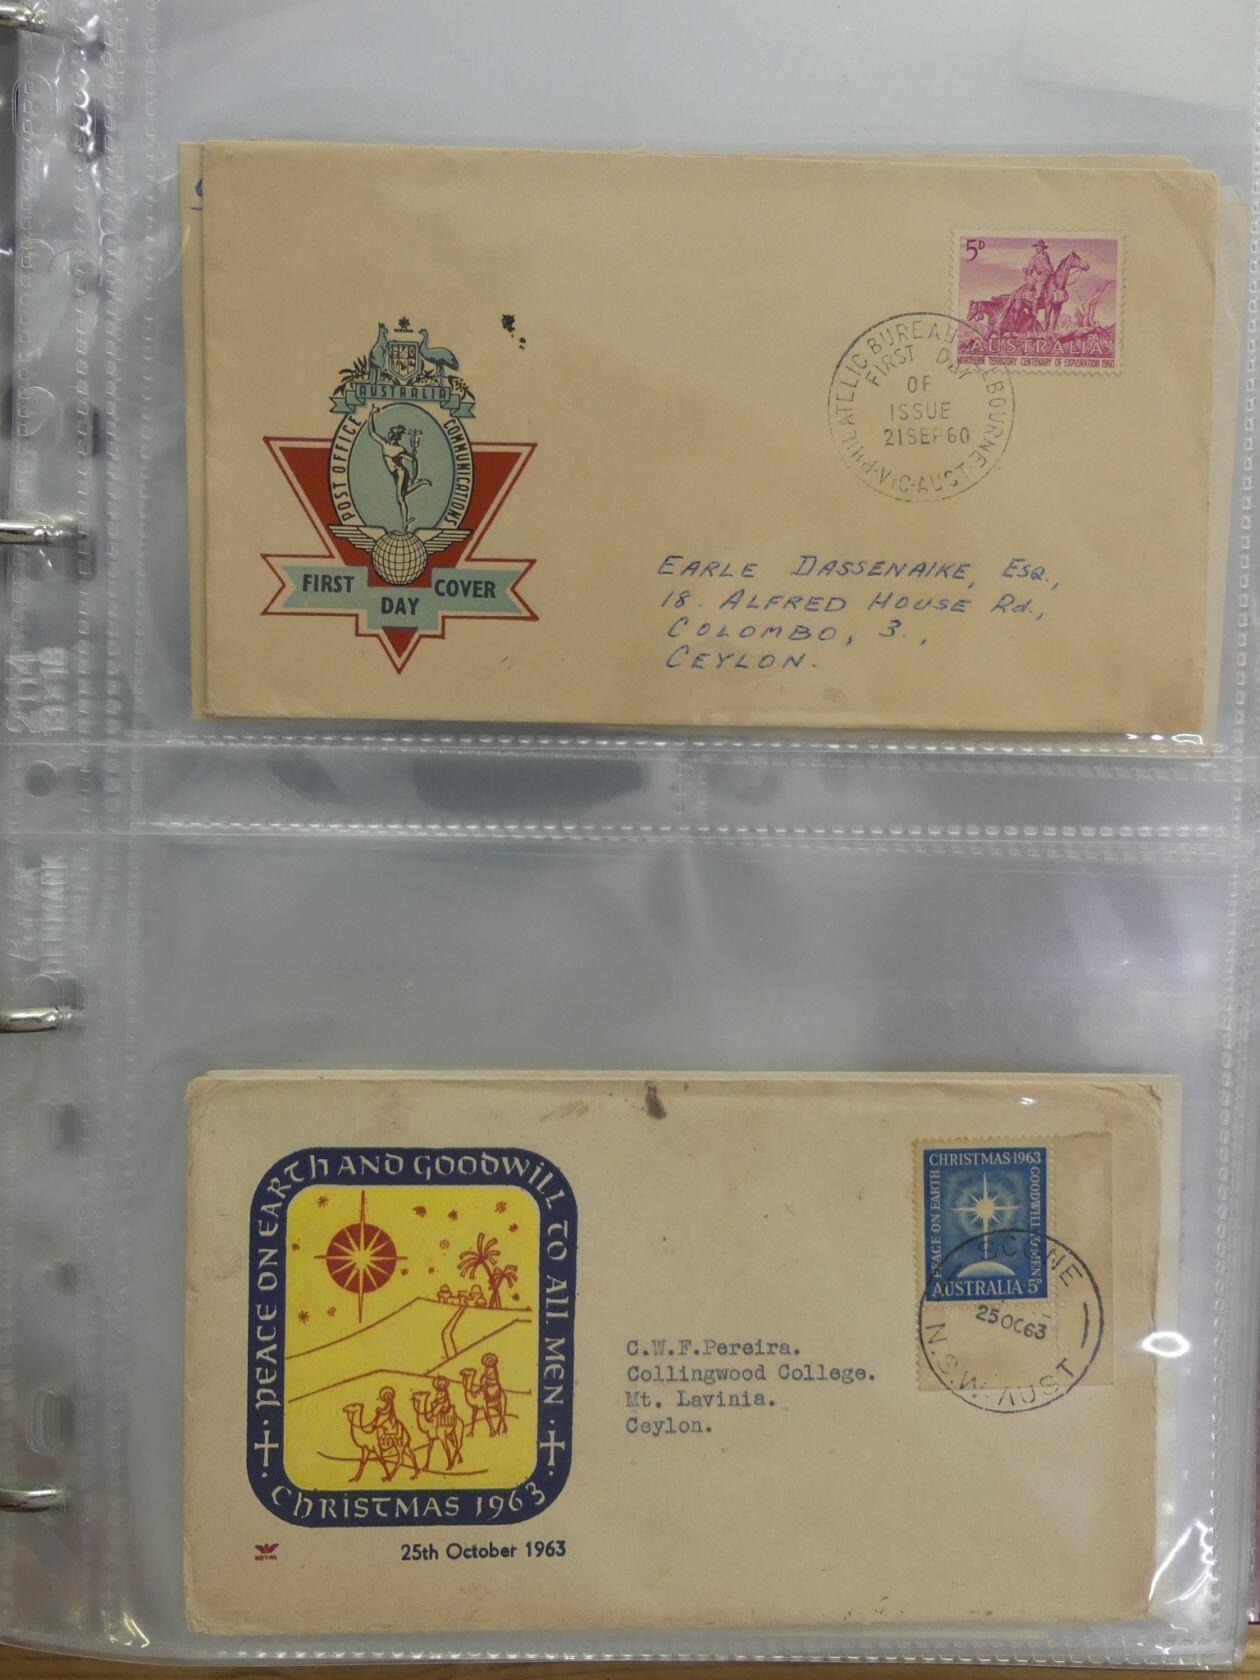 5D
AUSTRALIA
NORTHERN TERRITORY CENTENARY OF EXPLORATION 1960
PHILATELIC BUREAU BOURNE·VIC·AUST·P
FIRST DAY
OF
ISSUE
21SEP60
AUSTRALIA
POST OFFICE COMMUNICATIONS
FIRST DAY COVER
EARLE DASSENAIKE, ESQ.,
18. ALFRED HOUSE Rd.,
COLOMBO, 3.,
CEYLON.
PEACE ON EARTH AND GOODWILL TO ALL MEN
CHRISTMAS 1963
ROYAL
25th October 1963
CHRISTMAS 1963
PEACE ON EARTH
GOODWILL TO MEN
AUSTRALIA 5D
SCONE
25OC63
N.S.W-AUST
C.W.F.Pereira.
Collingwood College.
Mt. Lavinia.
Ceylon.